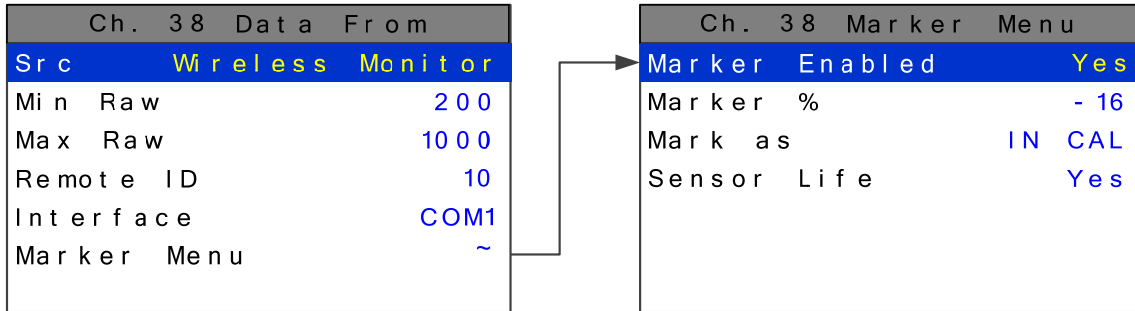 Ch. 38 Data From
Src Wireless Monitor
Min Raw 200
Max Raw 1000
Remote ID 10
Interface COM1
Marker Menu ~
Ch. 38 Marker Menu
Marker Enabled Yes
Marker % -16
Mark as IN CAL
Sensor Life Yes